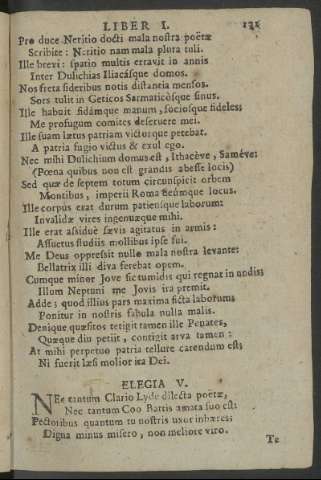 LIBER I.
Pro duce Neritio docti mala nostra poëtæ
Scribite: Neritio nam mala plura tuli.
Ille brevi: spatio multis erravit in annis
Inter Dulichias Iliacásque domos.
Nos freta sideribus notis distantia mensos.
Sors tulit in Geticos Sarmaticósque sinus.
Ille habuit fidámque manum, sociosque fideles;
Me profugum comites deseruere mei.
Ille suam lætus patriam victorque petebat.
A patria fugio victus & exul ego.
Nec mihi Dulichium domus est, Ithacêve, Saméve:
(Pœna quibus non est grandis abesse locis)
Sed quæ de septem totum circunspicit orbem
Montibus, imperii Roma Deûmque locus.
Ille corpus erat durum patiensque laborum:
Invalidæ vires ingenuæque mihi.
Ille erat assiduè sævis agitatus in armis:
Assuetus studiis mollibus ipse fui.
Me Deus oppressit nullo mala nostra levante:
Bellatrix illi diva ferebat opem.
Cumque minor Jove sit tumidis qui regnat in undis;
Illum Neptuni me Jovis ira premit.
Adde; quod illius pars maxima ficta laborum;
Ponitur in nostris fabula nulla malis.
Denique quæsitos tetigit tamen ille Penates,
Quæque diu petiit, contigit arva tamen:
At mihi perpetuo patria tellure carendum est;
Ni fuerit læsi molior ira Dei.
ELEGIA V.
NEc tantum Clario Lyde dilecta poëtæ,
Nec tantum Coo Battis amata suo est:
Pectoribus quantum tu nostris uxor inhæres;
Digna minus misero, non meliore viro.
Te